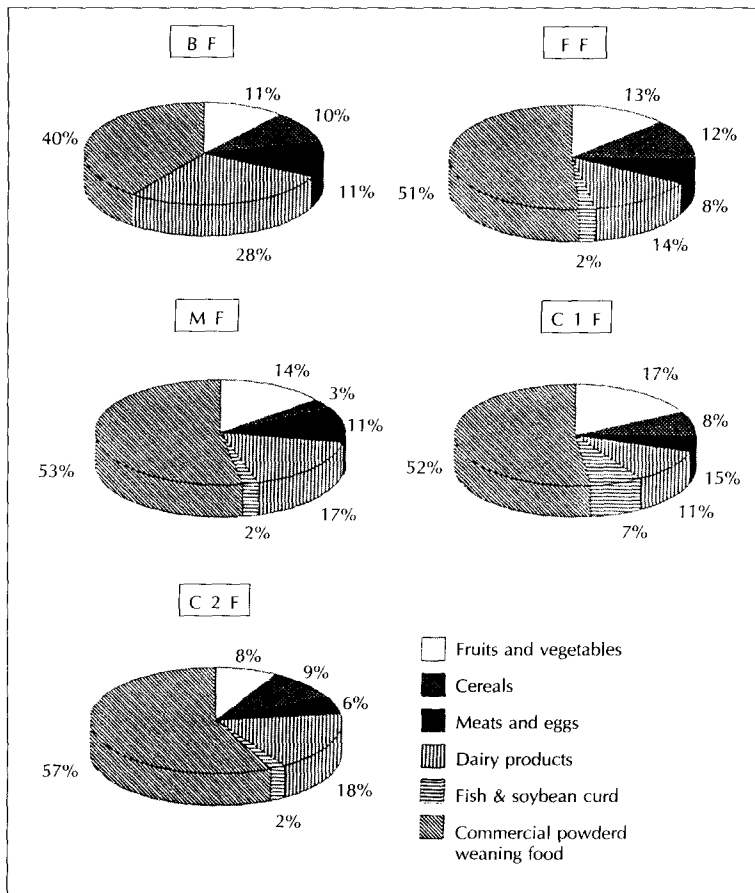 B F
F F
11%
10%
11%
28%
40%
13%
12%
8%
14%
2%
51%
M F
C 1 F
14%
3%
11%
17%
2%
53%
17%
8%
15%
11%
7%
52%
C 2 F
8%
9%
6%
18%
2%
57%
Fruits and vegetables
Cereals
Meats and eggs
Dairy products
Fish & soybean curd
Commercial powderd
weaning food